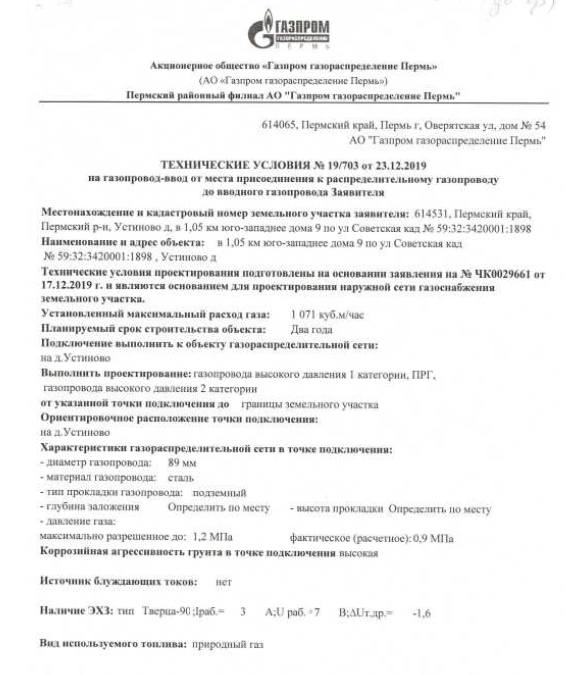 ГАЗПРОМ
ГАЗОРАСПРЕДЕЛЕНИЕ
ПЕРМЬ
Акционерное общество «Газпром газораспределение Пермь»
(АО «Газпром газораспределение Пермь»)
Пермский районный филиал АО "Газпром газораспределение Пермь"
614065, Пермский край, Пермь г, Оверятская ул, дом № 54
АО "Газпром газораспределение Пермь"
ТЕХНИЧЕСКИЕ УСЛОВИЯ № 19/703 от 23.12.2019
на газопровод-ввод от места присоединения к распределительному газопроводу
до вводного газопровода Заявителя
Местонахождение и кадастровый номер земельного участка заявителя: 614531, Пермский край,
Пермский р-н, Устиново д, в 1,05 км юго-западнее дома 9 по ул Советская кад № 59:32:3420001:1898
Наименование и адрес объекта: в 1,05 км юго-западнее дома 9 по ул Советская кад
№ 59:32:3420001:1898 , Устиново д
Технические условия проектирования подготовлены на основании заявления на № ЧК0029661 от
17.12.2019 г. и являются основанием для проектирования наружной сети газоснабжения
земельного участка.
Установленный максимальный расход газа: 1 071 куб.м/час
Планируемый срок строительства объекта: Два года
Подключение выполнить к объекту газораспределительной сети:
на д.Устиново
Выполнить проектирование: газопровода высокого давления 1 категории, ПРГ,
газопровода высокого давления 2 категории
от указанной точки подключения до границы земельного участка
Ориентировочное расположение точки подключения:
на д.Устиново
Характеристики газораспределительной сети в точке подключения:
- диаметр газопровода: 89 мм
- материал газопровода: сталь
- тип прокладки газопровода: подземный
- глубина заложения Определить по месту - высота прокладки Определить по месту
- давление газа:
максимально разрешенное до: 1,2 МПа фактическое (расчетное): 0,9 МПа
Коррозийная агрессивность грунта в точке подключения высокая
Источник блуждающих токов: нет
Наличие ЭХЗ: тип Тверца-90 ;Iраб.= 3 А;U раб. =7 В;ΔUт.др.= -1,6
Вид используемого топлива: природный газ